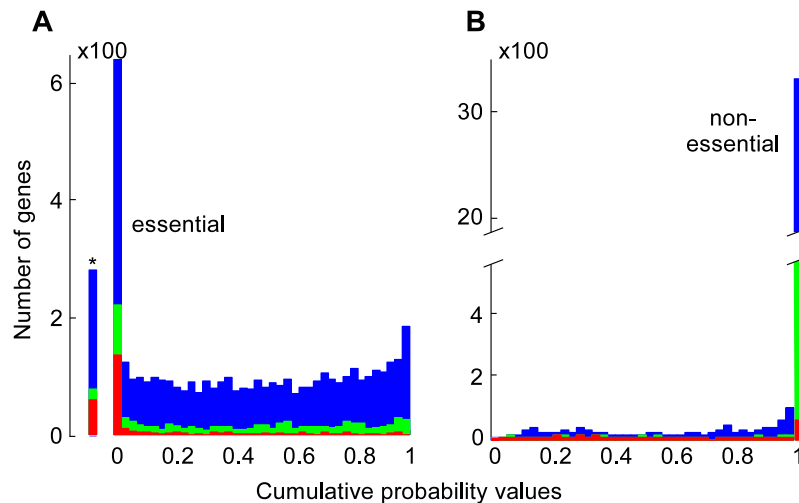 A
x100
6
4
2
0
*
essential
Number of genes
0 0.2 0.4 0.6 0.8 1
B
x100
30
20
4
2
0
non-
essential
0 0.2 0.4 0.6 0.8 1
Cumulative probability values